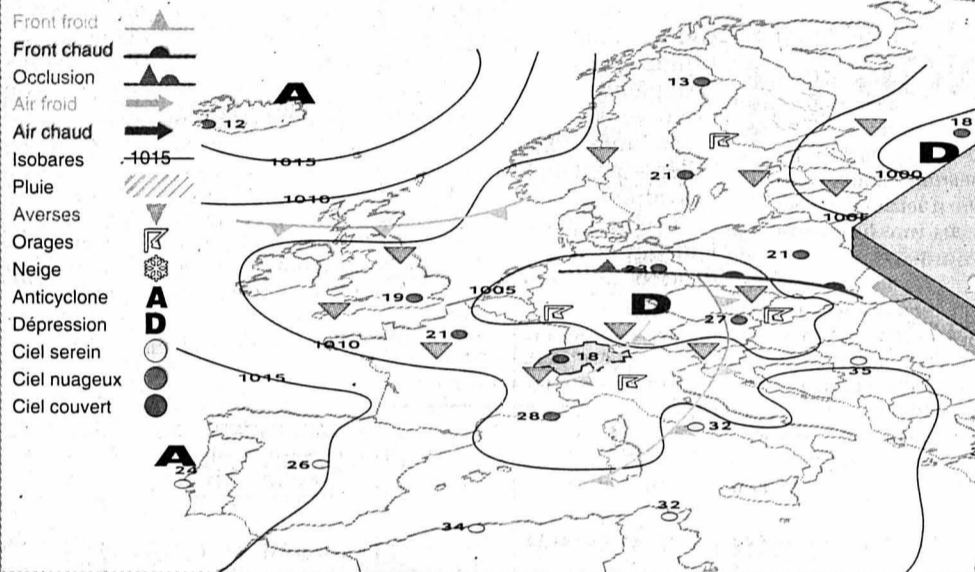 Front froid
Front chaud
Occlusion
Air froid
Air chaud
Isobares 1015
Pluie
Averses
Orages
Neige
Anticyclone A
Dépression D
Ciel serein
Ciel nuageux
Ciel couvert
A
12
1015
1010
13
21
18
D
1000
1005
21
23
1005
D
19
27
21
1010
18
35
1015
28
32
A
24
26
32
34